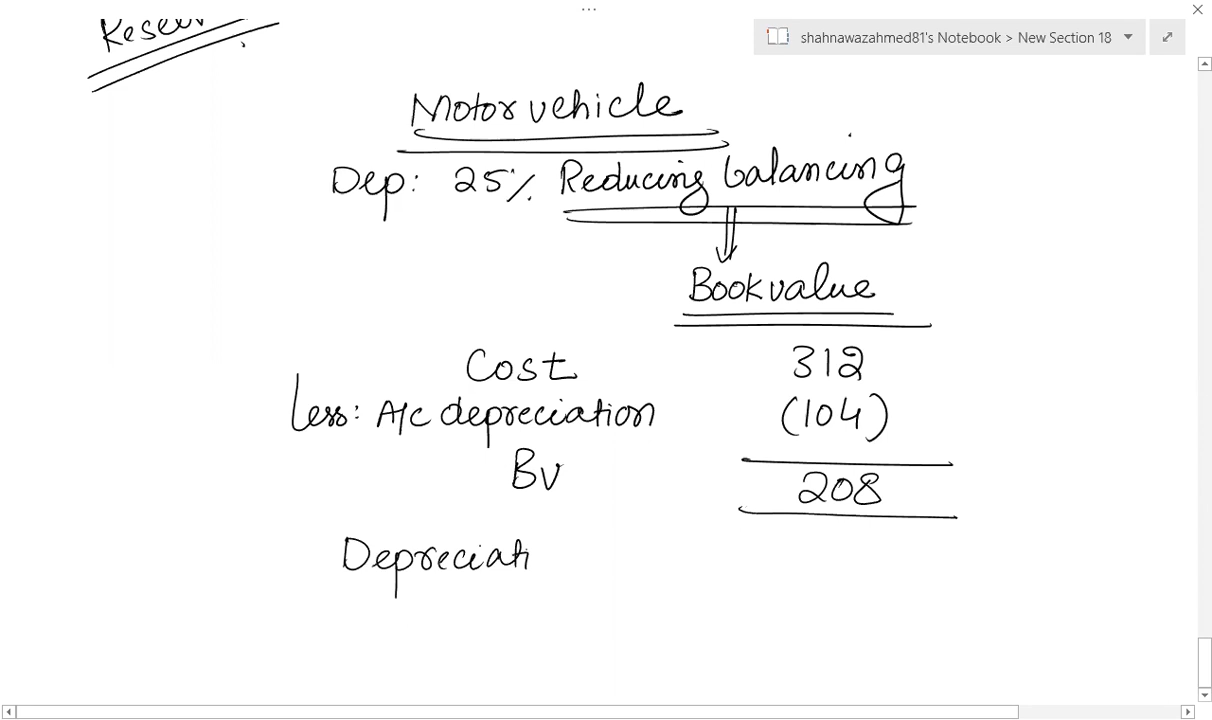 ...
shahnawazahmed81's Notebook > New Section 18
Motor vehicle
Dep: 25% Reducing balancing
Book value
Cost 312
Less: A/c depreciation (104)
BV 208
Depreciati